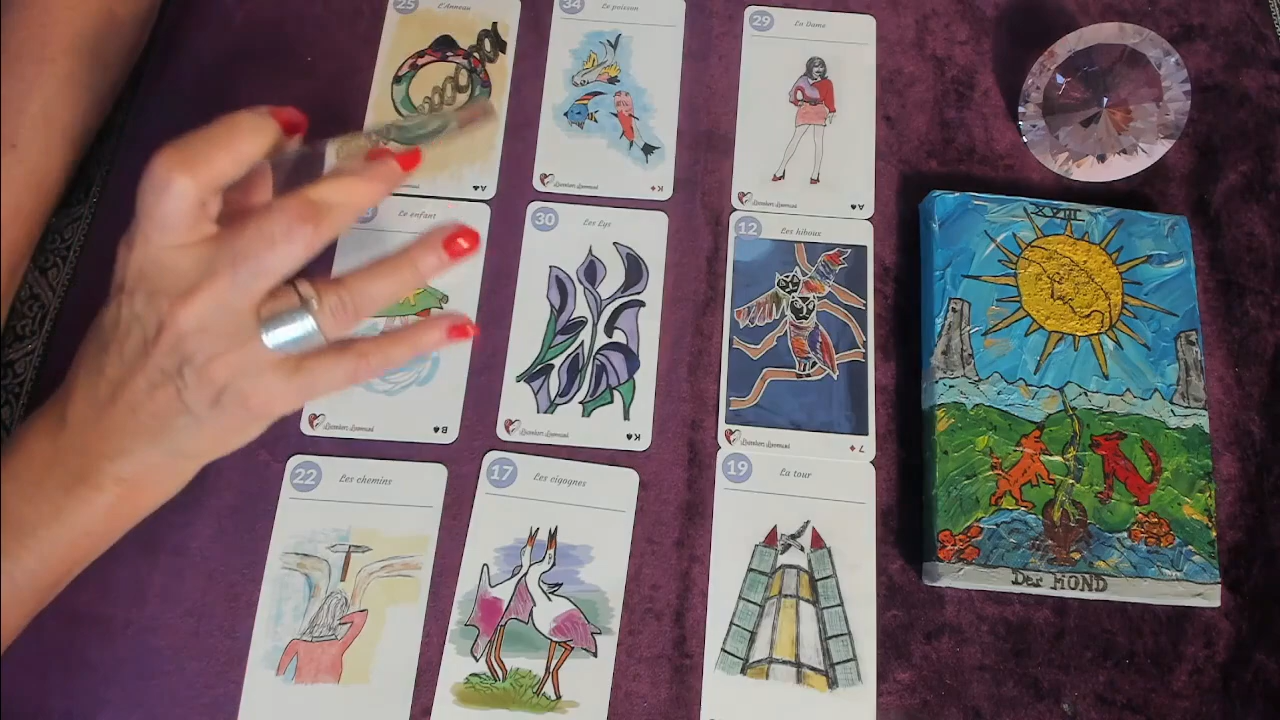 25 L'Anneau
A♣
34 Le poisson
K♦
29 La Dame
A♠
Le enfant
B♠
30 Les Lys
K♠
12 Les hiboux
7♦
22 Les chemins
17 Les cigognes
19 La tour
XVIII
Der MOND